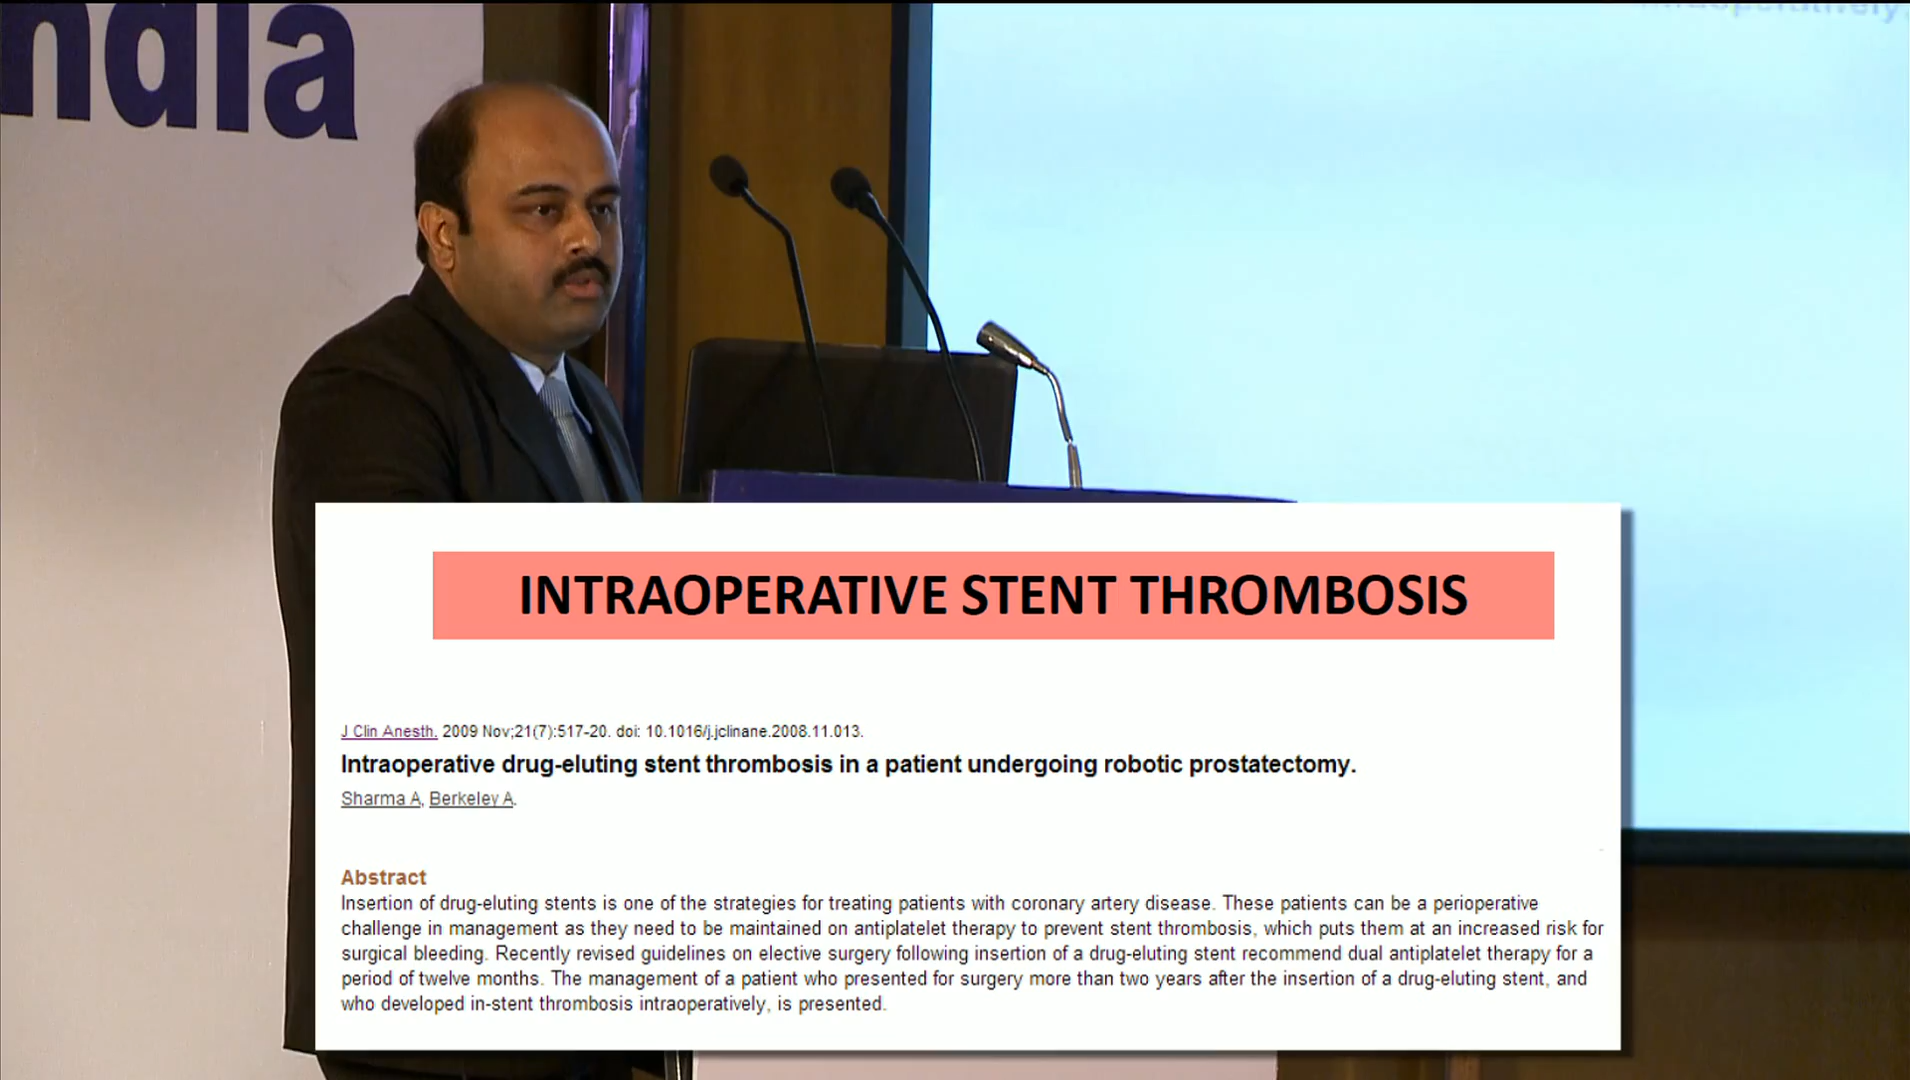 ndia
INTRAOPERATIVE STENT THROMBOSIS
J Clin Anesth. 2009 Nov;21(7):517-20. doi: 10.1016/j.jclinane.2008.11.013.
Intraoperative drug-eluting stent thrombosis in a patient undergoing robotic prostatectomy.
Sharma A, Berkeley A.
Abstract
Insertion of drug-eluting stents is one of the strategies for treating patients with coronary artery disease. These patients can be a perioperative
challenge in management as they need to be maintained on antiplatelet therapy to prevent stent thrombosis, which puts them at an increased risk for
surgical bleeding. Recently revised guidelines on elective surgery following insertion of a drug-eluting stent recommend dual antiplatelet therapy for a
period of twelve months. The management of a patient who presented for surgery more than two years after the insertion of a drug-eluting stent, and
who developed in-stent thrombosis intraoperatively, is presented.